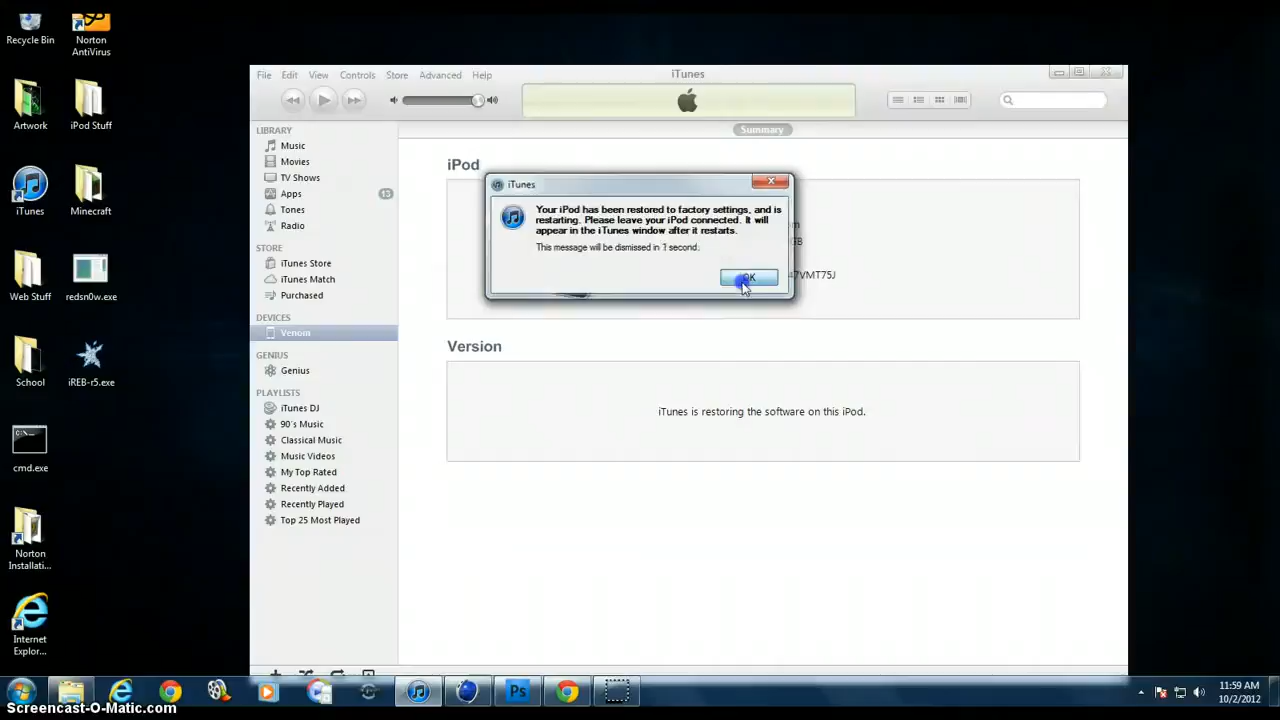 Recycle Bin
Norton
AntiVirus
Artwork
iPod Stuff
iTunes
Minecraft
Web Stuff
redsn0w.exe
School
iREB-r5.exe
cmd.exe
Norton
Installati...
Internet
Explor...
File Edit View Controls Store Advanced Help
iTunes
LIBRARY
Music
Movies
TV Shows
Apps 13
Tones
Radio
STORE
iTunes Store
iTunes Match
Purchased
DEVICES
Venom
GENIUS
Genius
PLAYLISTS
iTunes DJ
90's Music
Classical Music
Music Videos
My Top Rated
Recently Added
Recently Played
Top 25 Most Played
Summary
iPod
iTunes
Your iPod has been restored to factory settings, and is
restarting. Please leave your iPod connected. It will
appear in the iTunes window after it restarts.
This message will be dismissed in 1 second.
OK
47VMT75J
Version
iTunes is restoring the software on this iPod.
Ps
11:59 AM
10/2/2012
Screencast-O-Matic.com